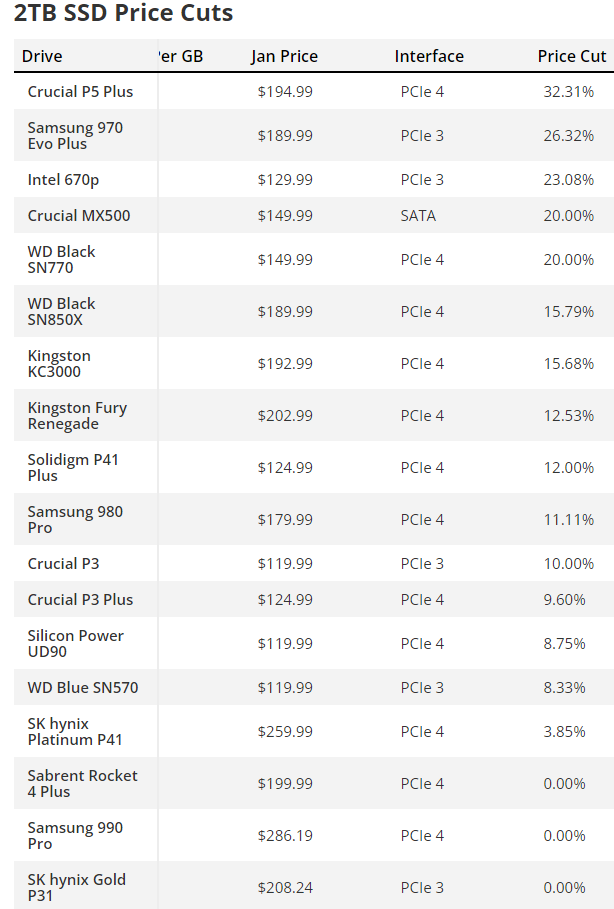 2TB SSD Price Cuts
Drive Per GB Jan Price Interface Price Cut
Crucial P5 Plus $194.99 PCIe 4 32.31%
Samsung 970
Evo Plus $189.99 PCIe 3 26.32%
Intel 670p $129.99 PCIe 3 23.08%
Crucial MX500 $149.99 SATA 20.00%
WD Black
SN770 $149.99 PCIe 4 20.00%
WD Black
SN850X $189.99 PCIe 4 15.79%
Kingston
KC3000 $192.99 PCIe 4 15.68%
Kingston Fury
Renegade $202.99 PCIe 4 12.53%
Solidigm P41
Plus $124.99 PCIe 4 12.00%
Samsung 980
Pro $179.99 PCIe 4 11.11%
Crucial P3 $119.99 PCIe 3 10.00%
Crucial P3 Plus $124.99 PCIe 4 9.60%
Silicon Power
UD90 $119.99 PCIe 4 8.75%
WD Blue SN570 $119.99 PCIe 3 8.33%
SK hynix
Platinum P41 $259.99 PCIe 4 3.85%
Sabrent Rocket
4 Plus $199.99 PCIe 4 0.00%
Samsung 990
Pro $286.19 PCIe 4 0.00%
SK hynix Gold
P31 $208.24 PCIe 3 0.00%